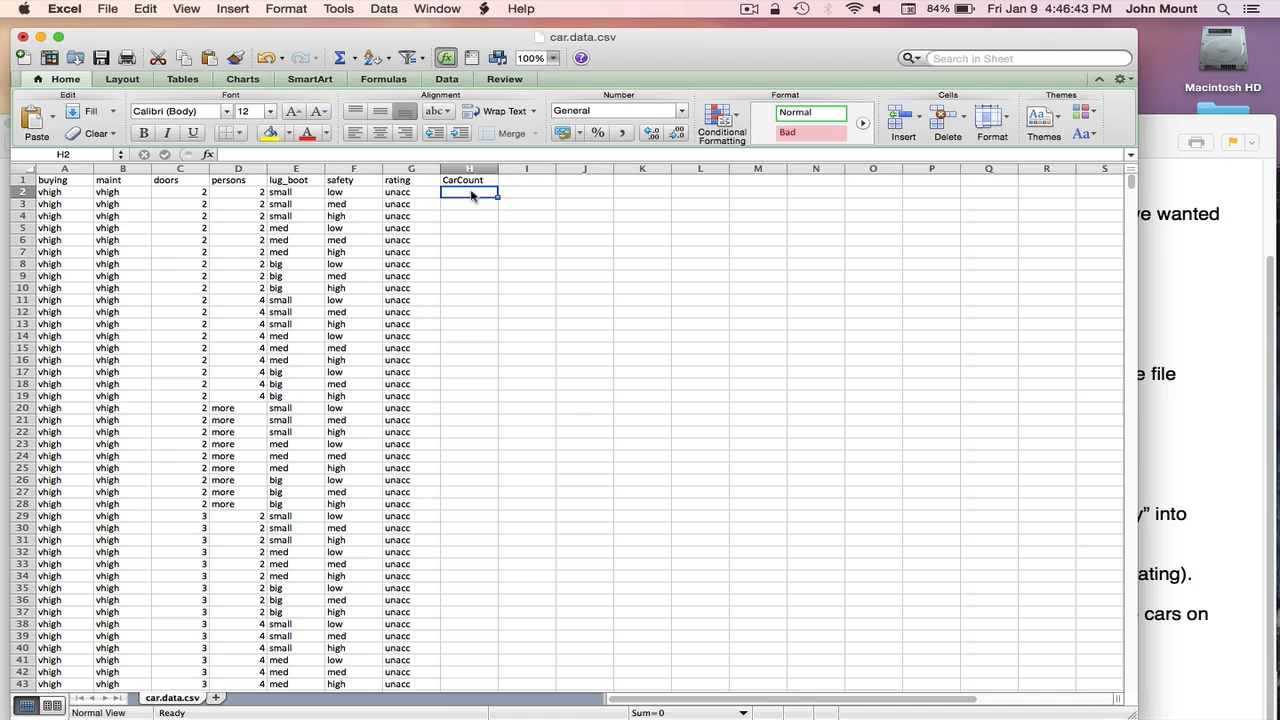 Excel File Edit View Insert Format Tools Data Window Help 84% Fri Jan 9 4:46:43 PM John Mount
car.data.csv
100% Search in Sheet
Home Layout Tables Charts SmartArt Formulas Data Review
Edit Font Alignment Number Format Cells Themes
Paste Fill Clear Calibri (Body) 12 A A abc Wrap Text General Normal
B I U A Merge % , Conditional Formatting Bad Insert Delete Format Themes Aa
H2 fx
A B C D E F G H I J K L M N O P Q R S
1 buying maint doors persons lug_boot safety rating CarCount
2 vhigh vhigh 2 2 small low unacc
3 vhigh vhigh 2 2 small med unacc
4 vhigh vhigh 2 2 small high unacc
5 vhigh vhigh 2 2 med low unacc
6 vhigh vhigh 2 2 med med unacc
7 vhigh vhigh 2 2 med high unacc
8 vhigh vhigh 2 2 big low unacc
9 vhigh vhigh 2 2 big med unacc
10 vhigh vhigh 2 2 big high unacc
11 vhigh vhigh 2 4 small low unacc
12 vhigh vhigh 2 4 small med unacc
13 vhigh vhigh 2 4 small high unacc
14 vhigh vhigh 2 4 med low unacc
15 vhigh vhigh 2 4 med med unacc
16 vhigh vhigh 2 4 med high unacc
17 vhigh vhigh 2 4 big low unacc
18 vhigh vhigh 2 4 big med unacc
19 vhigh vhigh 2 4 big high unacc
20 vhigh vhigh 2 more small low unacc
21 vhigh vhigh 2 more small med unacc
22 vhigh vhigh 2 more small high unacc
23 vhigh vhigh 2 more med low unacc
24 vhigh vhigh 2 more med med unacc
25 vhigh vhigh 2 more med high unacc
26 vhigh vhigh 2 more big low unacc
27 vhigh vhigh 2 more big med unacc
28 vhigh vhigh 2 more big high unacc
29 vhigh vhigh 3 2 small low unacc
30 vhigh vhigh 3 2 small med unacc
31 vhigh vhigh 3 2 small high unacc
32 vhigh vhigh 3 2 med low unacc
33 vhigh vhigh 3 2 med med unacc
34 vhigh vhigh 3 2 med high unacc
35 vhigh vhigh 3 2 big low unacc
36 vhigh vhigh 3 2 big med unacc
37 vhigh vhigh 3 2 big high unacc
38 vhigh vhigh 3 4 small low unacc
39 vhigh vhigh 3 4 small med unacc
40 vhigh vhigh 3 4 small high unacc
41 vhigh vhigh 3 4 med low unacc
42 vhigh vhigh 3 4 med med unacc
43 vhigh vhigh 3 4 med high unacc
car.data.csv
Normal View Ready Sum=0
Macintosh HD
ve wanted
e file
y" into
ating).
cars on